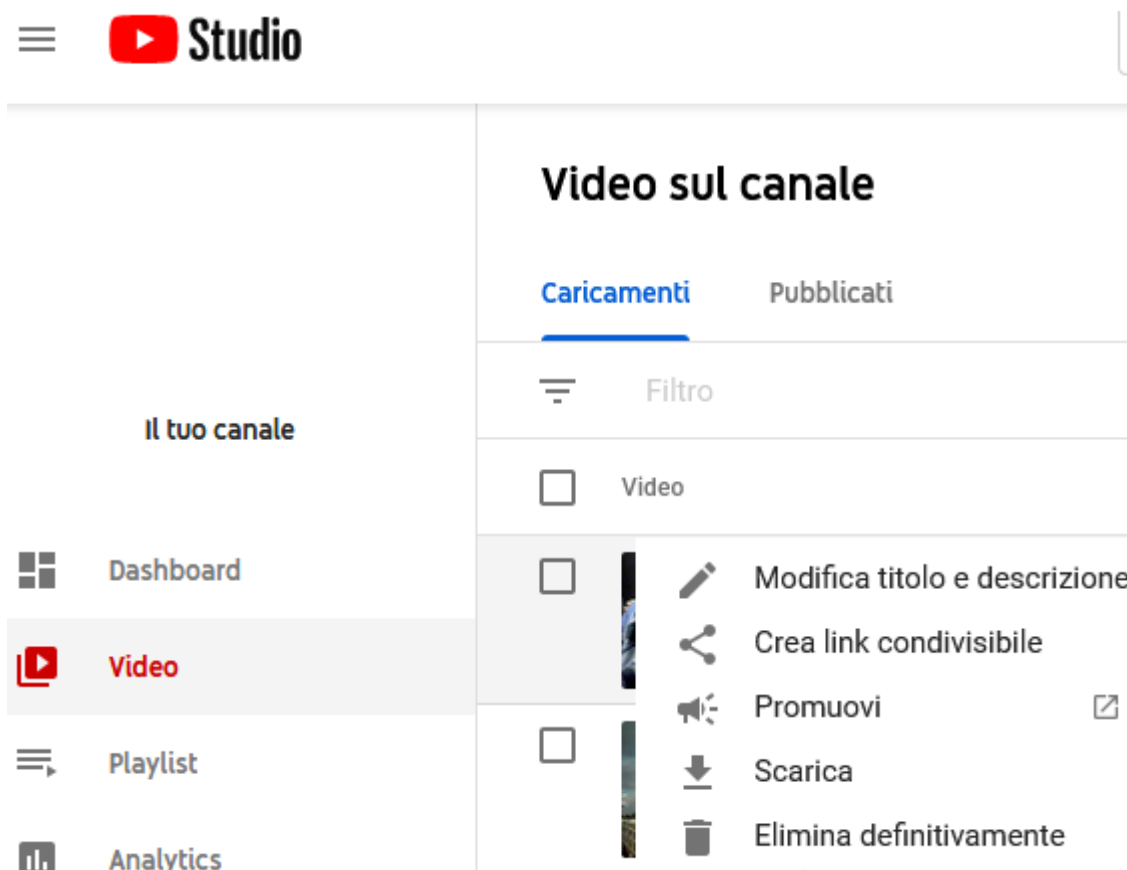 Studio
Video sul canale
Caricamenti Pubblicati
Filtro
Il tuo canale
Video
Dashboard
Modifica titolo e descrizione
Crea link condivisibile
Video
Promuovi
Playlist
Scarica
Elimina definitivamente
Analytics